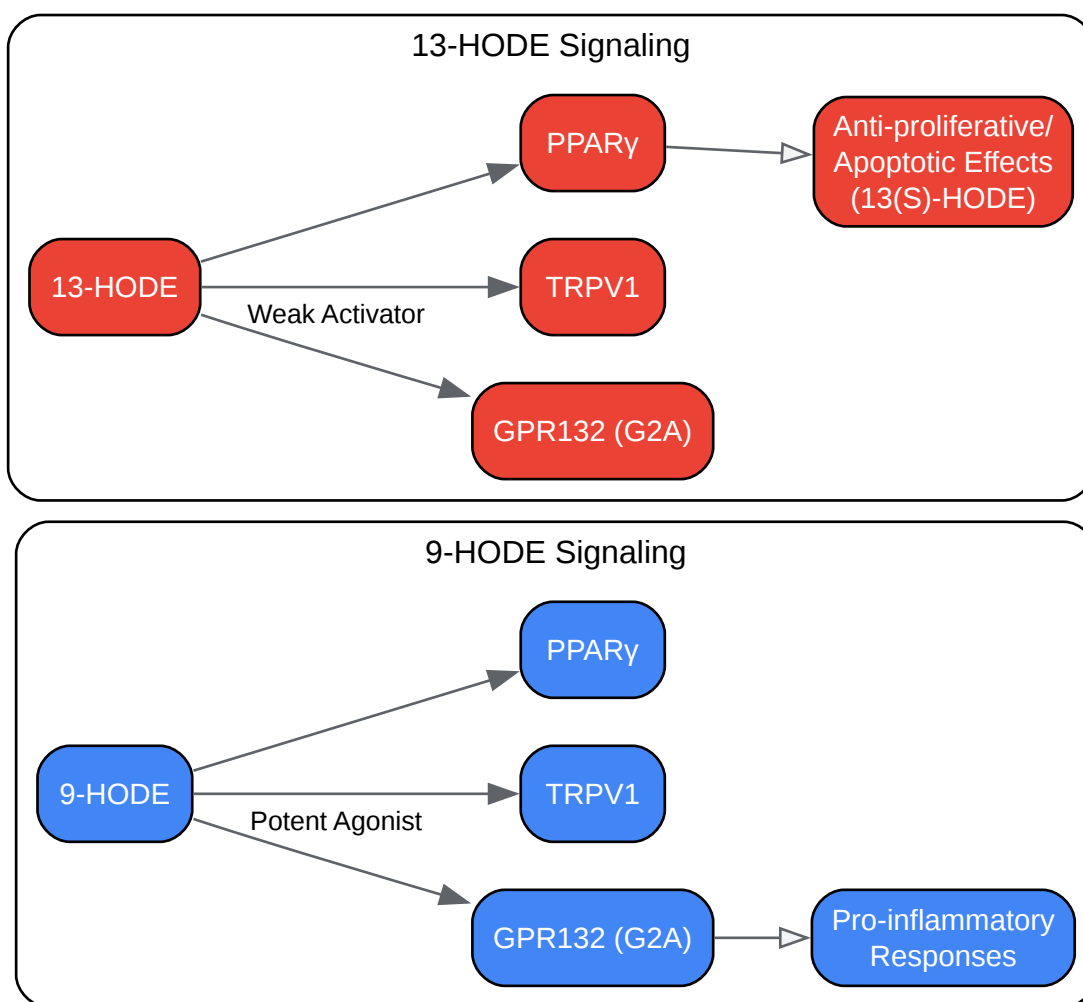 13-HODE Signaling
PPARγ
Anti-proliferative/
Apoptotic Effects
(13(S)-HODE)
13-HODE
TRPV1
Weak Activator
GPR132 (G2A)
9-HODE Signaling
PPARγ
9-HODE
TRPV1
Potent Agonist
GPR132 (G2A)
Pro-inflammatory
Responses